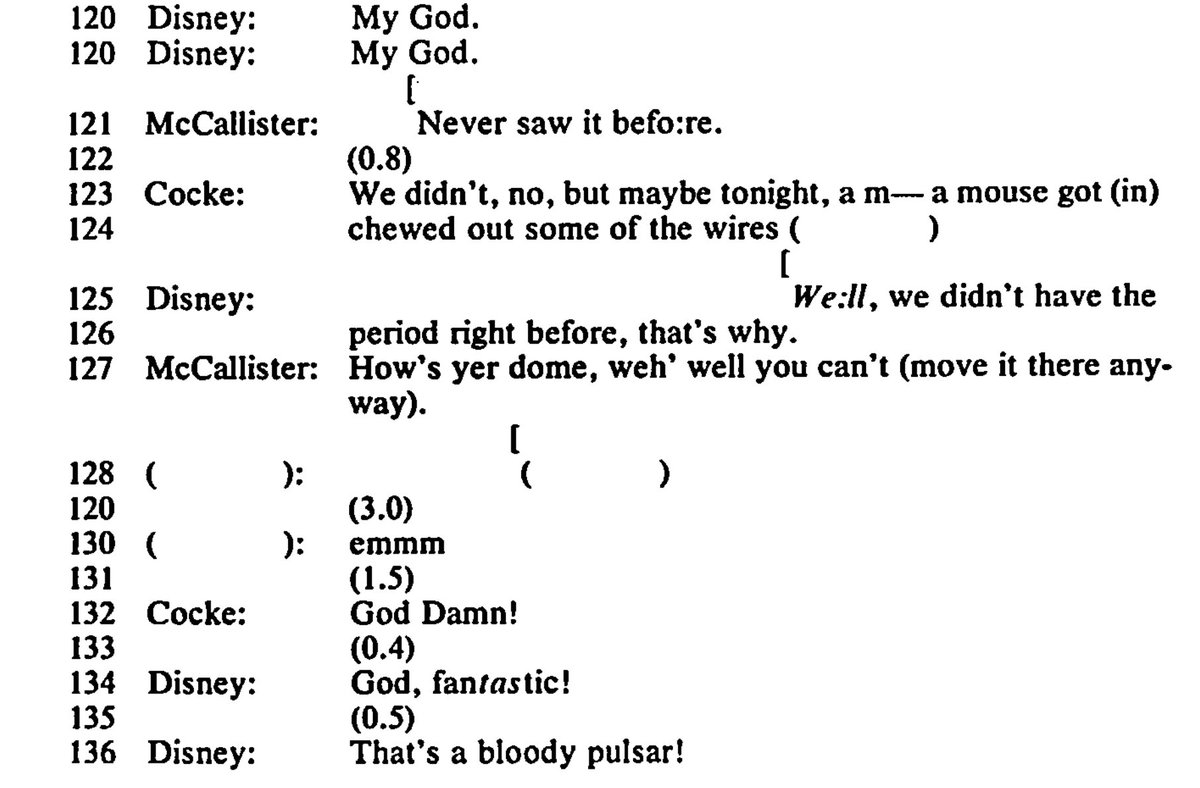 120 Disney: My God.
120 Disney: My God.
[
121 McCallister: Never saw it befo:re.
122 (0.8)
123 Cocke: We didn't, no, but maybe tonight, a m— a mouse got (in)
124 chewed out some of the wires ( )
[
125 Disney: We:ll, we didn't have the
126 period right before, that's why.
127 McCallister: How's yer dome, weh' well you can't (move it there any-
way).
[
128 ( ): ( )
120 (3.0)
130 ( ): emmm
131 (1.5)
132 Cocke: God Damn!
133 (0.4)
134 Disney: God, fantastic!
135 (0.5)
136 Disney: That's a bloody pulsar!